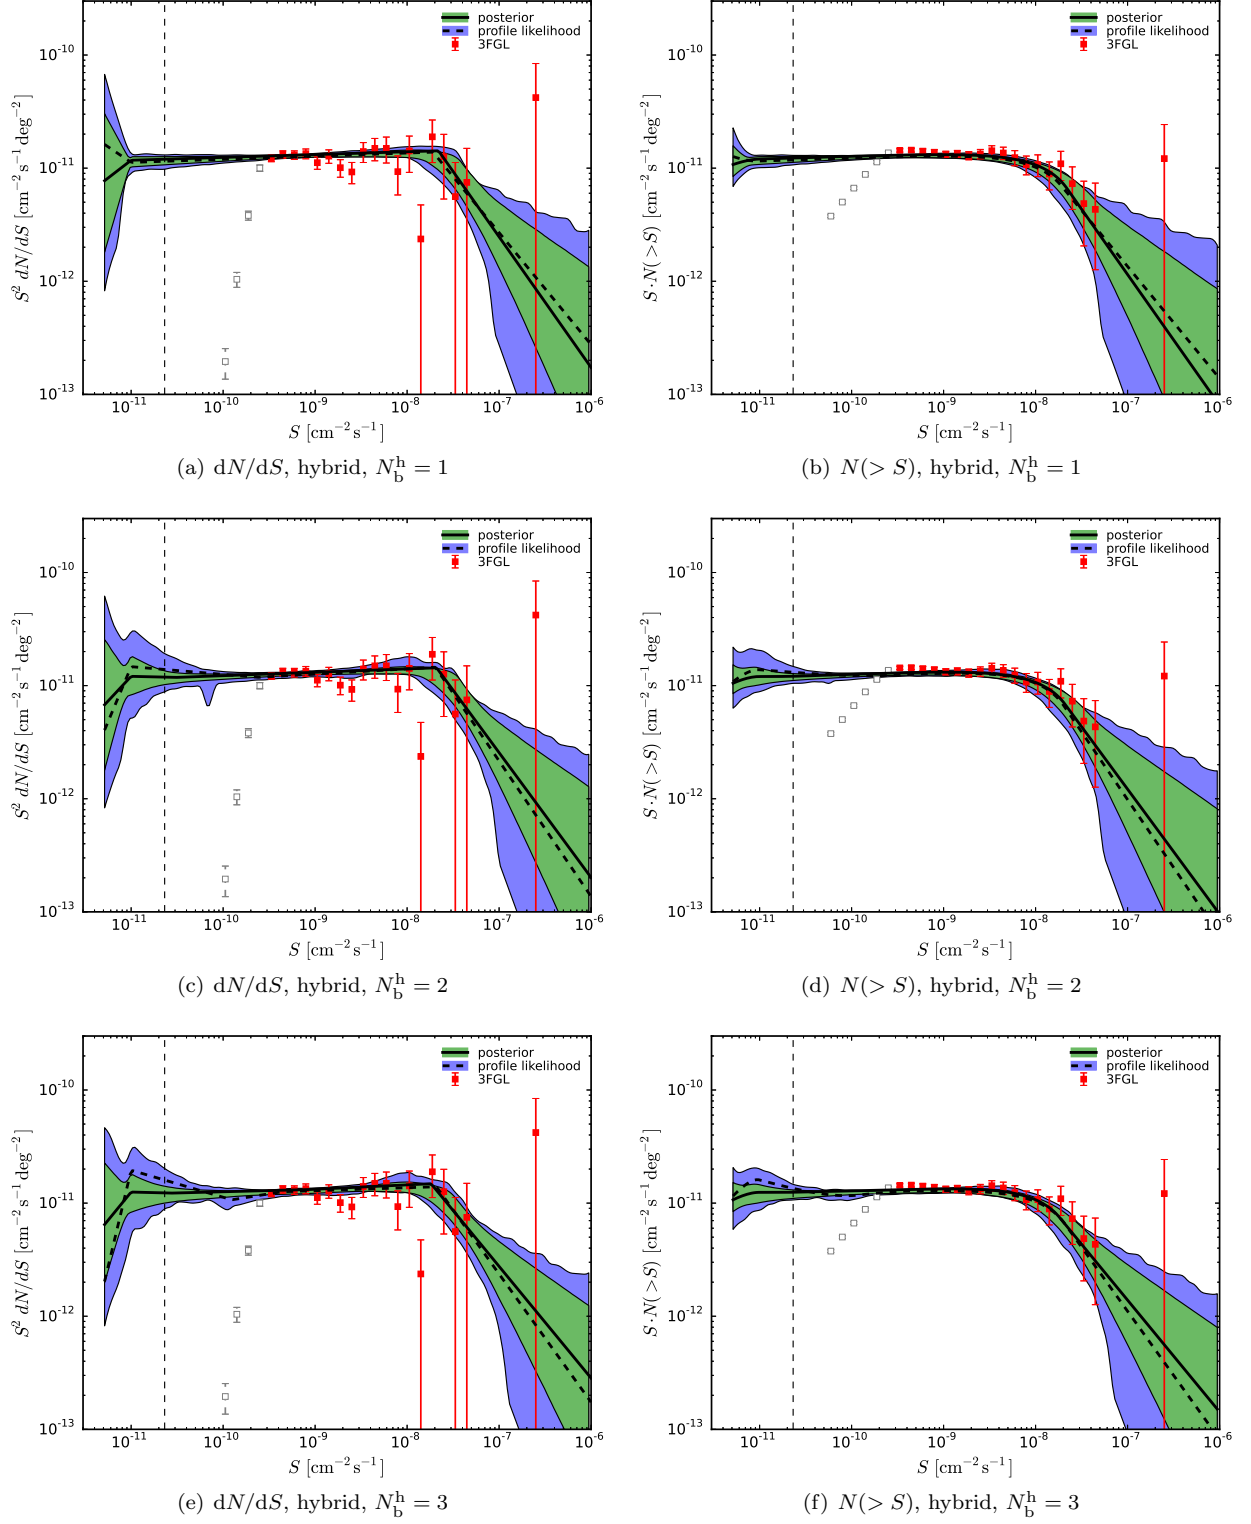 posterior
profile likelihood
3FGL
10⁻¹⁰
10⁻¹¹
10⁻¹²
10⁻¹³
S² dN/dS [cm⁻² s⁻¹ deg⁻²]
10⁻¹¹ 10⁻¹⁰ 10⁻⁹ 10⁻⁸ 10⁻⁷ 10⁻⁶
S [cm⁻² s⁻¹]
(a) dN/dS, hybrid, N_b^h = 1
posterior
profile likelihood
3FGL
10⁻¹⁰
10⁻¹¹
10⁻¹²
10⁻¹³
S·N(>S) [cm⁻² s⁻¹ deg⁻²]
10⁻¹¹ 10⁻¹⁰ 10⁻⁹ 10⁻⁸ 10⁻⁷ 10⁻⁶
S [cm⁻² s⁻¹]
(b) N(> S), hybrid, N_b^h = 1
posterior
profile likelihood
3FGL
10⁻¹⁰
10⁻¹¹
10⁻¹²
10⁻¹³
S² dN/dS [cm⁻² s⁻¹ deg⁻²]
10⁻¹¹ 10⁻¹⁰ 10⁻⁹ 10⁻⁸ 10⁻⁷ 10⁻⁶
S [cm⁻² s⁻¹]
(c) dN/dS, hybrid, N_b^h = 2
posterior
profile likelihood
3FGL
10⁻¹⁰
10⁻¹¹
10⁻¹²
10⁻¹³
S·N(>S) [cm⁻² s⁻¹ deg⁻²]
10⁻¹¹ 10⁻¹⁰ 10⁻⁹ 10⁻⁸ 10⁻⁷ 10⁻⁶
S [cm⁻² s⁻¹]
(d) N(> S), hybrid, N_b^h = 2
posterior
profile likelihood
3FGL
10⁻¹⁰
10⁻¹¹
10⁻¹²
10⁻¹³
S² dN/dS [cm⁻² s⁻¹ deg⁻²]
10⁻¹¹ 10⁻¹⁰ 10⁻⁹ 10⁻⁸ 10⁻⁷ 10⁻⁶
S [cm⁻² s⁻¹]
(e) dN/dS, hybrid, N_b^h = 3
posterior
profile likelihood
3FGL
10⁻¹⁰
10⁻¹¹
10⁻¹²
10⁻¹³
S·N(>S) [cm⁻² s⁻¹ deg⁻²]
10⁻¹¹ 10⁻¹⁰ 10⁻⁹ 10⁻⁸ 10⁻⁷ 10⁻⁶
S [cm⁻² s⁻¹]
(f) N(> S), hybrid, N_b^h = 3